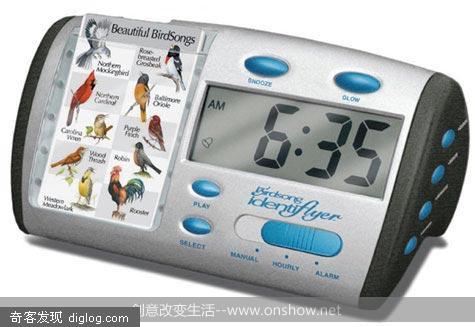 Beautiful BirdSongs
Northern
Mockingbird
Rose-
breasted
Grosbeak
Northern
Cardinal
Baltimore
Oriole
Carolina
Wren
Purple
Finch
Wood
Thrush
Robin
Western
Meadowlark
Rooster
SNOOZE
GLOW
AM
6:35
PLAY
SELECT
Birdsong
identiflyer
MANUAL
HOURLY
ALARM
奇客发现 diglog.com
创意改变生活--www.onshow.net